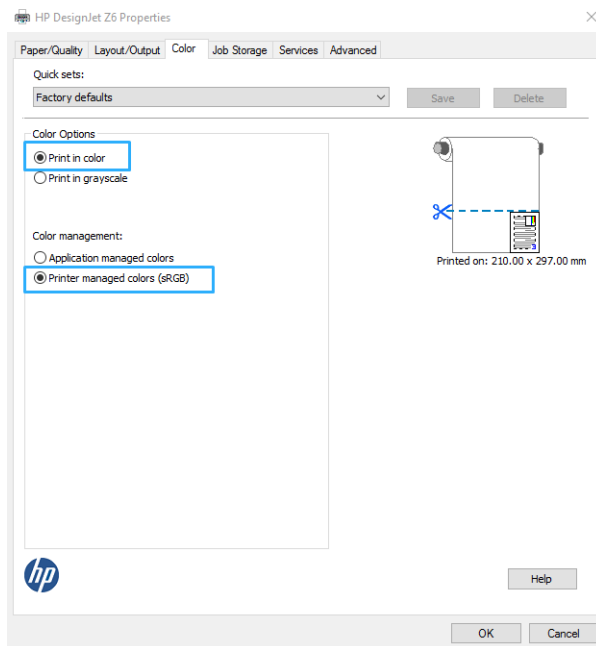 HP DesignJet Z6 Properties
Paper/Quality Layout/Output Color Job Storage Services Advanced
Quick sets:
Factory defaults
Save Delete
Color Options
Print in color
Print in grayscale
Color management:
Application managed colors
Printer managed colors (sRGB)
Printed on: 210.00 x 297.00 mm
hp
Help
OK Cancel